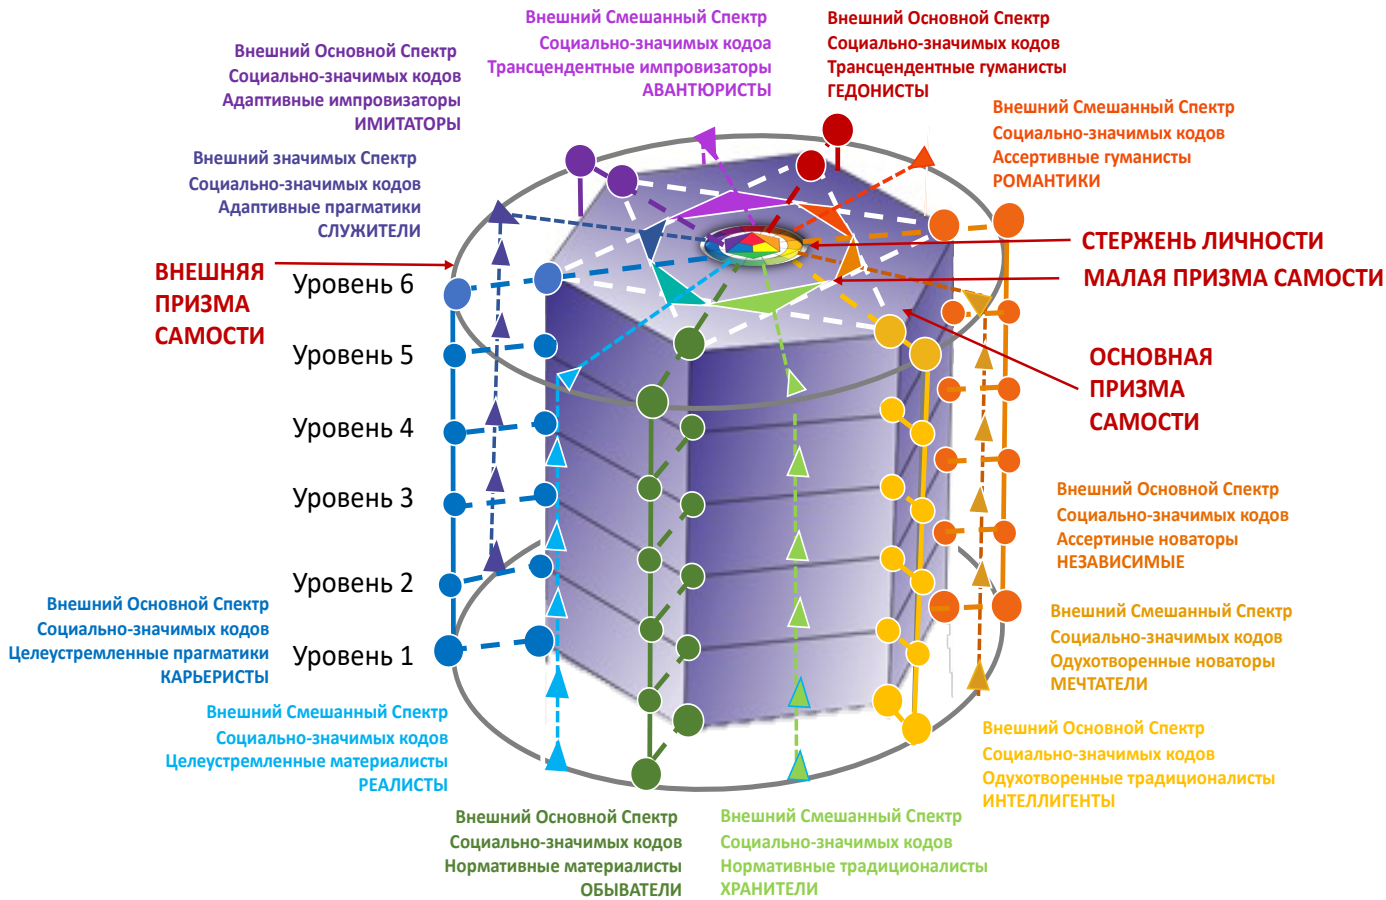 Внешний Смешанный Спектр
Социально-значимых кодоа
Трансцендентные импровизаторы
АВАНТЮРИСТЫ
Внешний Основной Спектр
Социально-значимых кодов
Трансцендентные гуманисты
ГЕДОНИСТЫ
Внешний Основной Спектр
Социально-значимых кодов
Адаптивные импровизаторы
ИМИТАТОРЫ
Внешний Смешанный Спектр
Социально-значимых кодов
Ассертивные гуманисты
РОМАНТИКИ
Внешний значимых Спектр
Социально-значимых кодов
Адаптивные прагматики
СЛУЖИТЕЛИ
ВНЕШНЯЯ
ПРИЗМА
САМОСТИ
СТЕРЖЕНЬ ЛИЧНОСТИ
МАЛАЯ ПРИЗМА САМОСТИ
ОСНОВНАЯ
ПРИЗМА
САМОСТИ
Уровень 6
Уровень 5
Уровень 4
Уровень 3
Уровень 2
Уровень 1
Внешний Основной Спектр
Социально-значимых кодов
Ассертиные новаторы
НЕЗАВИСИМЫЕ
Внешний Основной Спектр
Социально-значимых кодов
Целеустремленные прагматики
КАРЬЕРИСТЫ
Внешний Смешанный Спектр
Социально-значимых кодов
Одухотворенные новаторы
МЕЧТАТЕЛИ
Внешний Смешанный Спектр
Социально-значимых кодов
Целеустремленные материалисты
РЕАЛИСТЫ
Внешний Основной Спектр
Социально-значимых кодов
Одухотворенные традиционалисты
ИНТЕЛЛИГЕНТЫ
Внешний Основной Спектр
Социально-значимых кодов
Нормативные материалисты
ОБЫВАТЕЛИ
Внешний Смешанный Спектр
Социально-значимых кодов
Нормативные традиционалисты
ХРАНИТЕЛИ